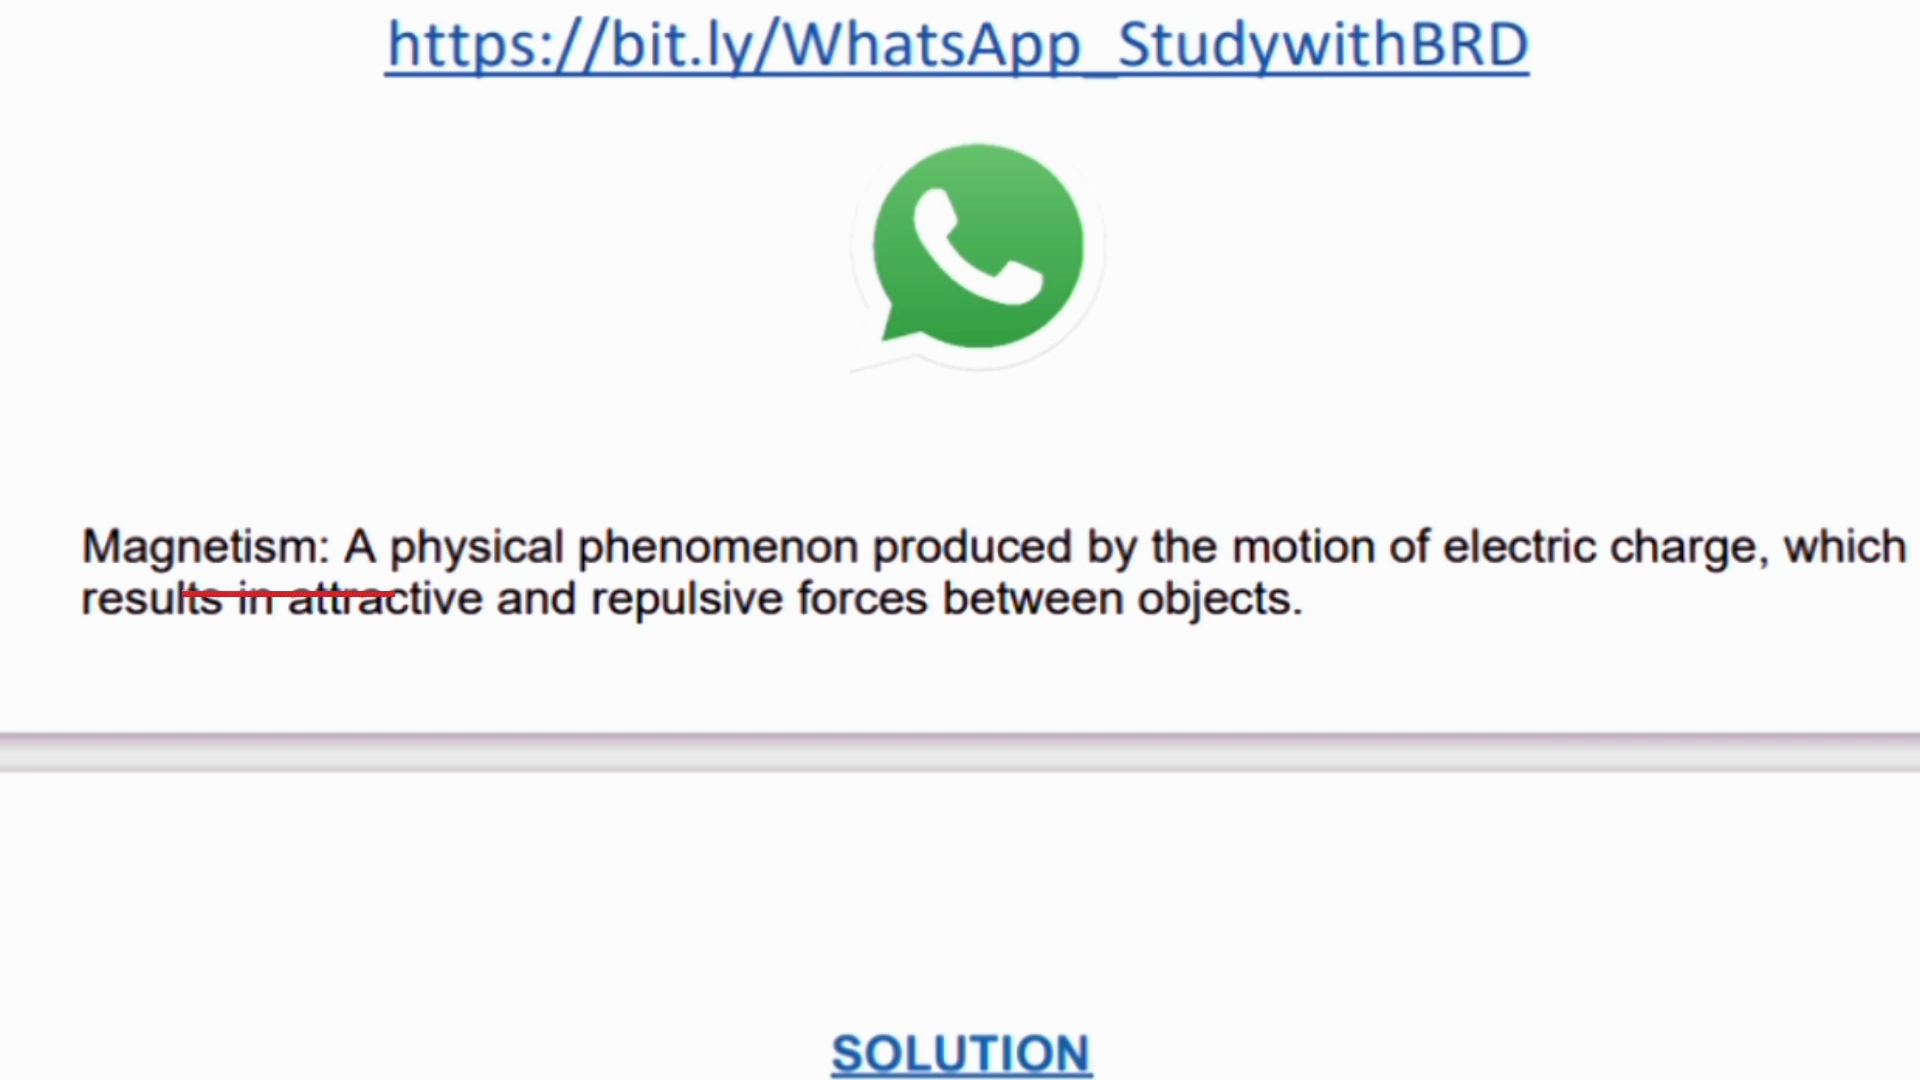 https://bit.ly/WhatsApp_StudywithBRD
Magnetism: A physical phenomenon produced by the motion of electric charge, which
results in attractive and repulsive forces between objects.
SOLUTION